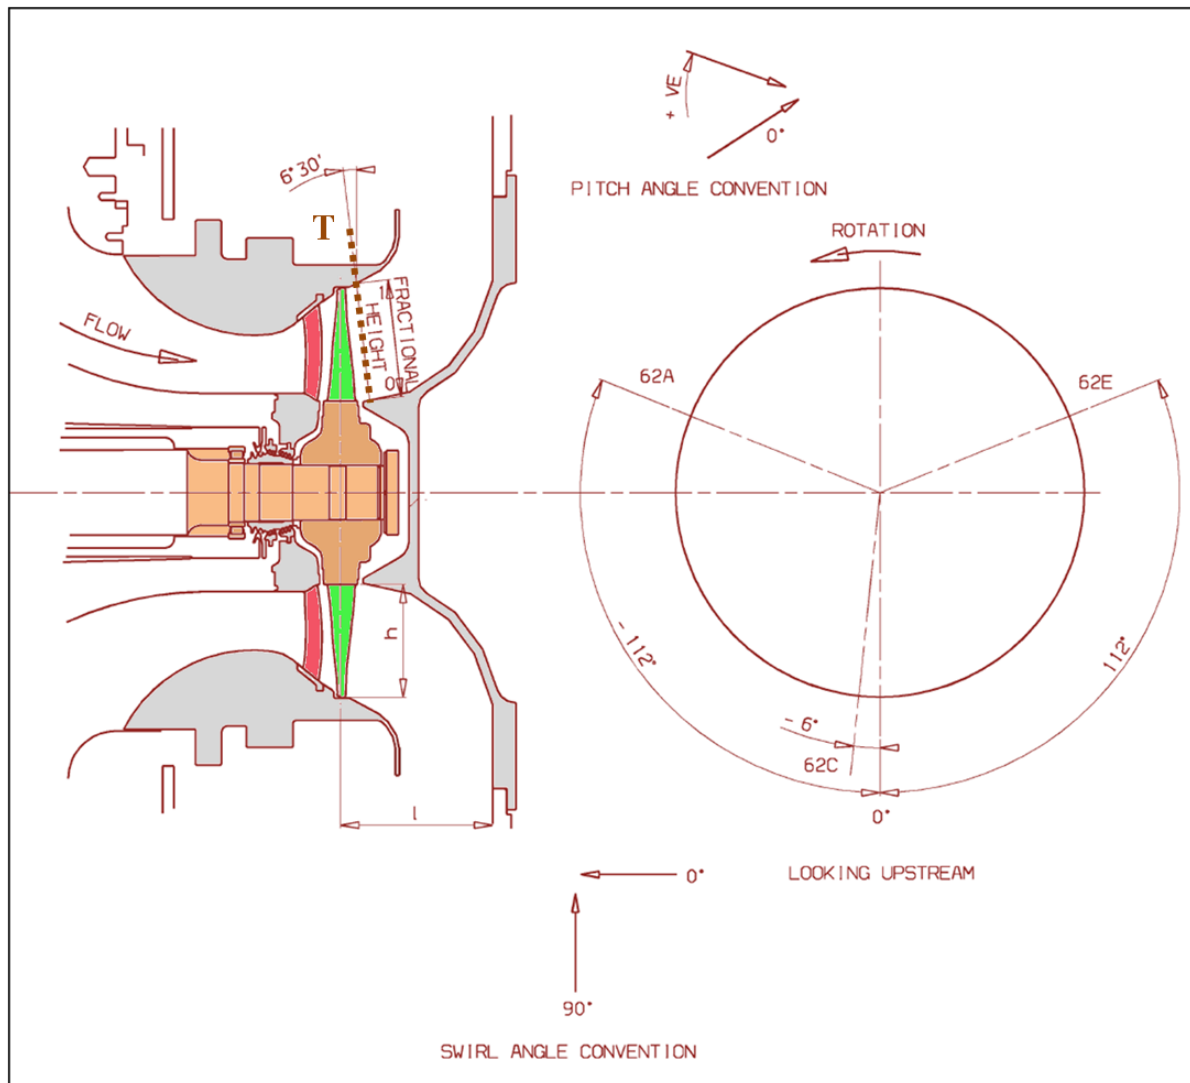 + VE
0°
PITCH ANGLE CONVENTION
6°30'
T
ROTATION
FLOW
1
FRACTIONAL
HEIGHT
0
62A
62E
h
- 112°
112°
- 6°
62C
l
0°
0°
LOOKING UPSTREAM
90°
SWIRL ANGLE CONVENTION